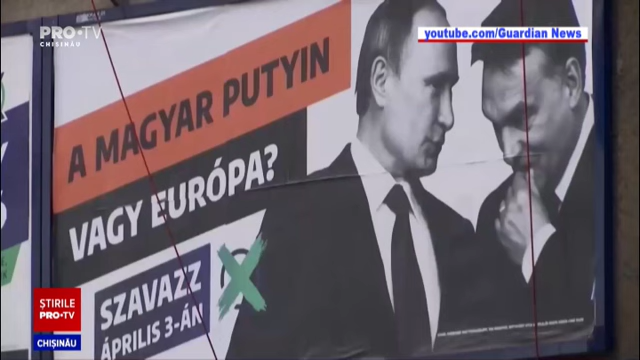 PRO•TV
CHIȘINĂU
youtube.com/Guardian News
A MAGYAR PUTYIN
VAGY EURÓPA?
SZAVAZZ
ÁPRILIS 3-ÁN
ȘTIRILE
PRO•TV
CHIȘINĂU